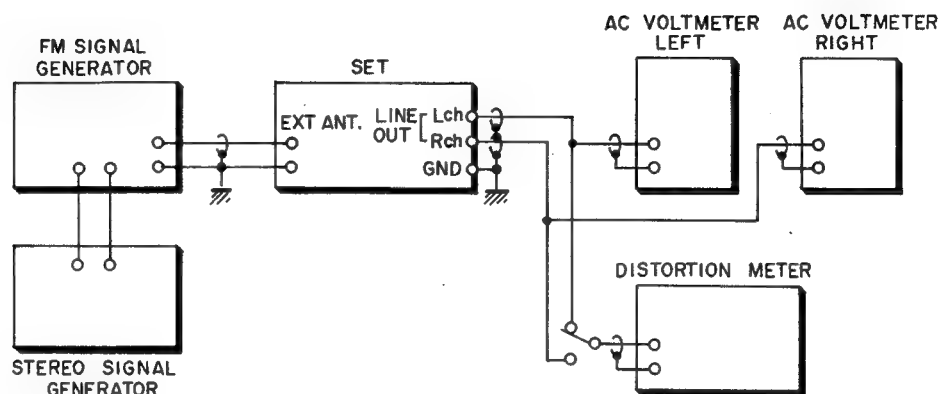 FM SIGNAL
GENERATOR
SET
AC VOLTMETER
LEFT
AC VOLTMETER
RIGHT
EXT ANT.
LINE
OUT
Lch
Rch
GND
DISTORTION METER
STEREO SIGNAL
GENERATOR